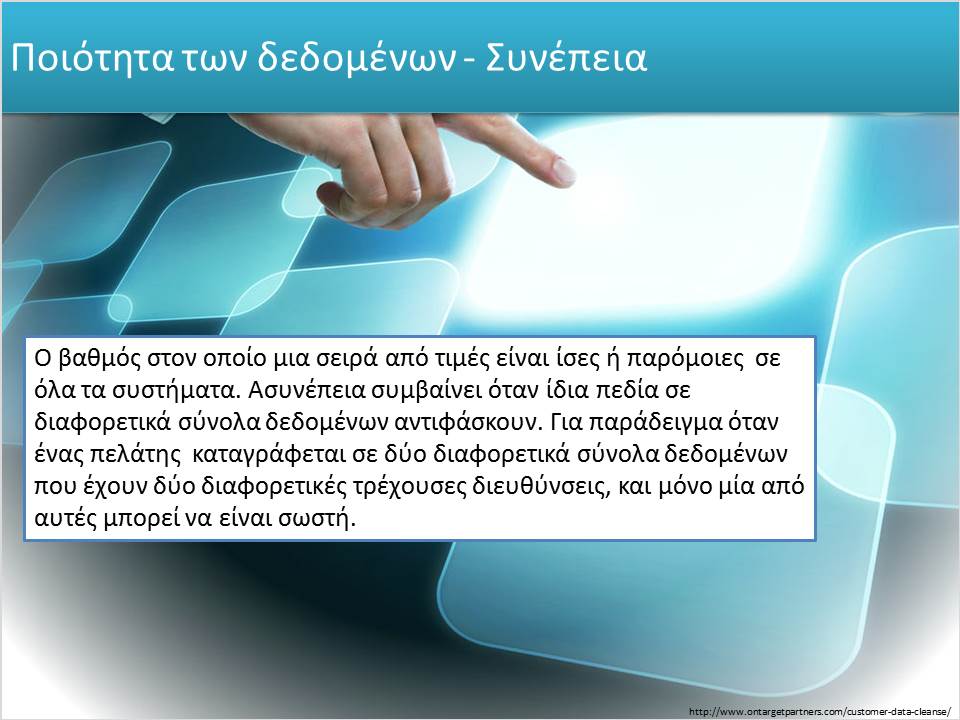 Ποιότητα των δεδομένων - Συνέπεια
Ο βαθμός στον οποίο μια σειρά από τιμές είναι ίσες ή παρόμοιες σε
όλα τα συστήματα. Ασυνέπεια συμβαίνει όταν ίδια πεδία σε
διαφορετικά σύνολα δεδομένων αντιφάσκουν. Για παράδειγμα όταν
ένας πελάτης καταγράφεται σε δύο διαφορετικά σύνολα δεδομένων
που έχουν δύο διαφορετικές τρέχουσες διευθύνσεις, και μόνο μία από
αυτές μπορεί να είναι σωστή.
http://www.ontargetpartners.com/customer-data-cleanse/